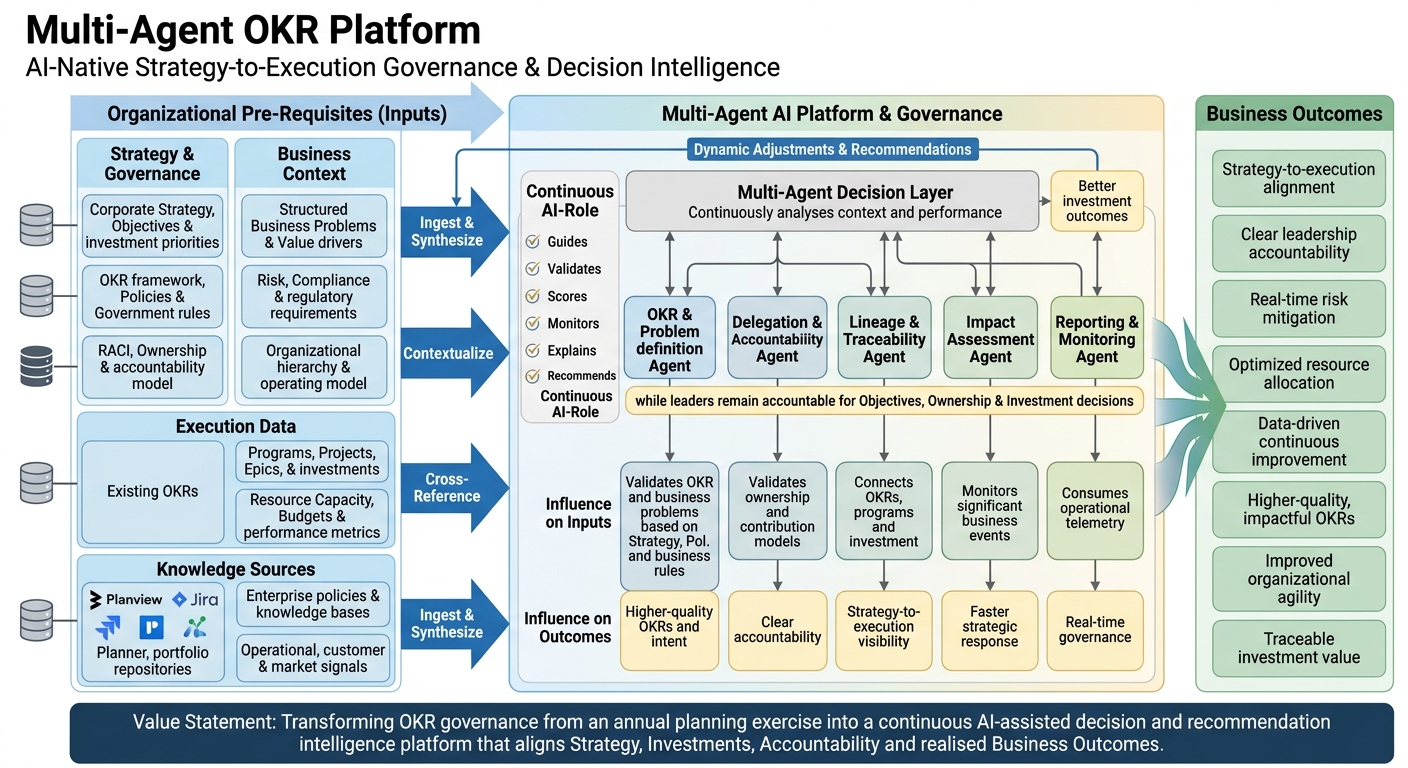 Multi-Agent OKR Platform
AI-Native Strategy-to-Execution Governance & Decision Intelligence
Organizational Pre-Requisites (Inputs)
Strategy &
Governance
Corporate Strategy,
Objectives &
investment priorities
OKR framework,
Policies &
Government rules
RACI, Ownership
& accountability
model
Business
Context
Structured
Business Problems
& Value drivers
Risk, Compliance
& regulatory
requirements
Organizational
hierarchy &
operating model
Execution Data
Existing OKRs
Programs, Projects,
Epics, & investments
Resource Capacity,
Budgets &
performance metrics
Knowledge Sources
Planview
Jira
Planner, portfolio
repositories
Enterprise policies &
knowledge bases
Operational, customer
& market signals
Ingest &
Synthesize
Contextualize
Cross-
Reference
Ingest &
Synthesize
Multi-Agent AI Platform & Governance
Dynamic Adjustments & Recommendations
Continuous
AI-Role
Guides
Validates
Scores
Monitors
Explains
Recommends
Continuous
AI-Role
Multi-Agent Decision Layer
Continuously analyses context and performance
Better
investment
outcomes
OKR &
Problem
definition
Agent
Delegation &
Accountability
Agent
Lineage &
Traceability
Agent
Impact
Assessment
Agent
Reporting &
Monitoring
Agent
while leaders remain accountable for Objectives, Ownership & Investment decisions
Influence
on Inputs
Validates OKR
and business
problems
based on
Strategy, Pol.
and business
rules
Validates
ownership
and
contribution
models
Connects
OKRs,
programs
and
investment
Monitors
significant
business
events
Consumes
operational
telemetry
Influence on
Outcomes
Higher-quality
OKRs and
intent
Clear
accountability
Strategy-to-
execution
visibility
Faster
strategic
response
Real-time
governance
Business Outcomes
Strategy-to-execution
alignment
Clear leadership
accountability
Real-time risk
mitigation
Optimized resource
allocation
Data-driven
continuous
improvement
Higher-quality,
impactful OKRs
Improved
organizational
agility
Traceable
investment value
Value Statement: Transforming OKR governance from an annual planning exercise into a continuous AI-assisted decision and recommendation
intelligence platform that aligns Strategy, Investments, Accountability and realised Business Outcomes.